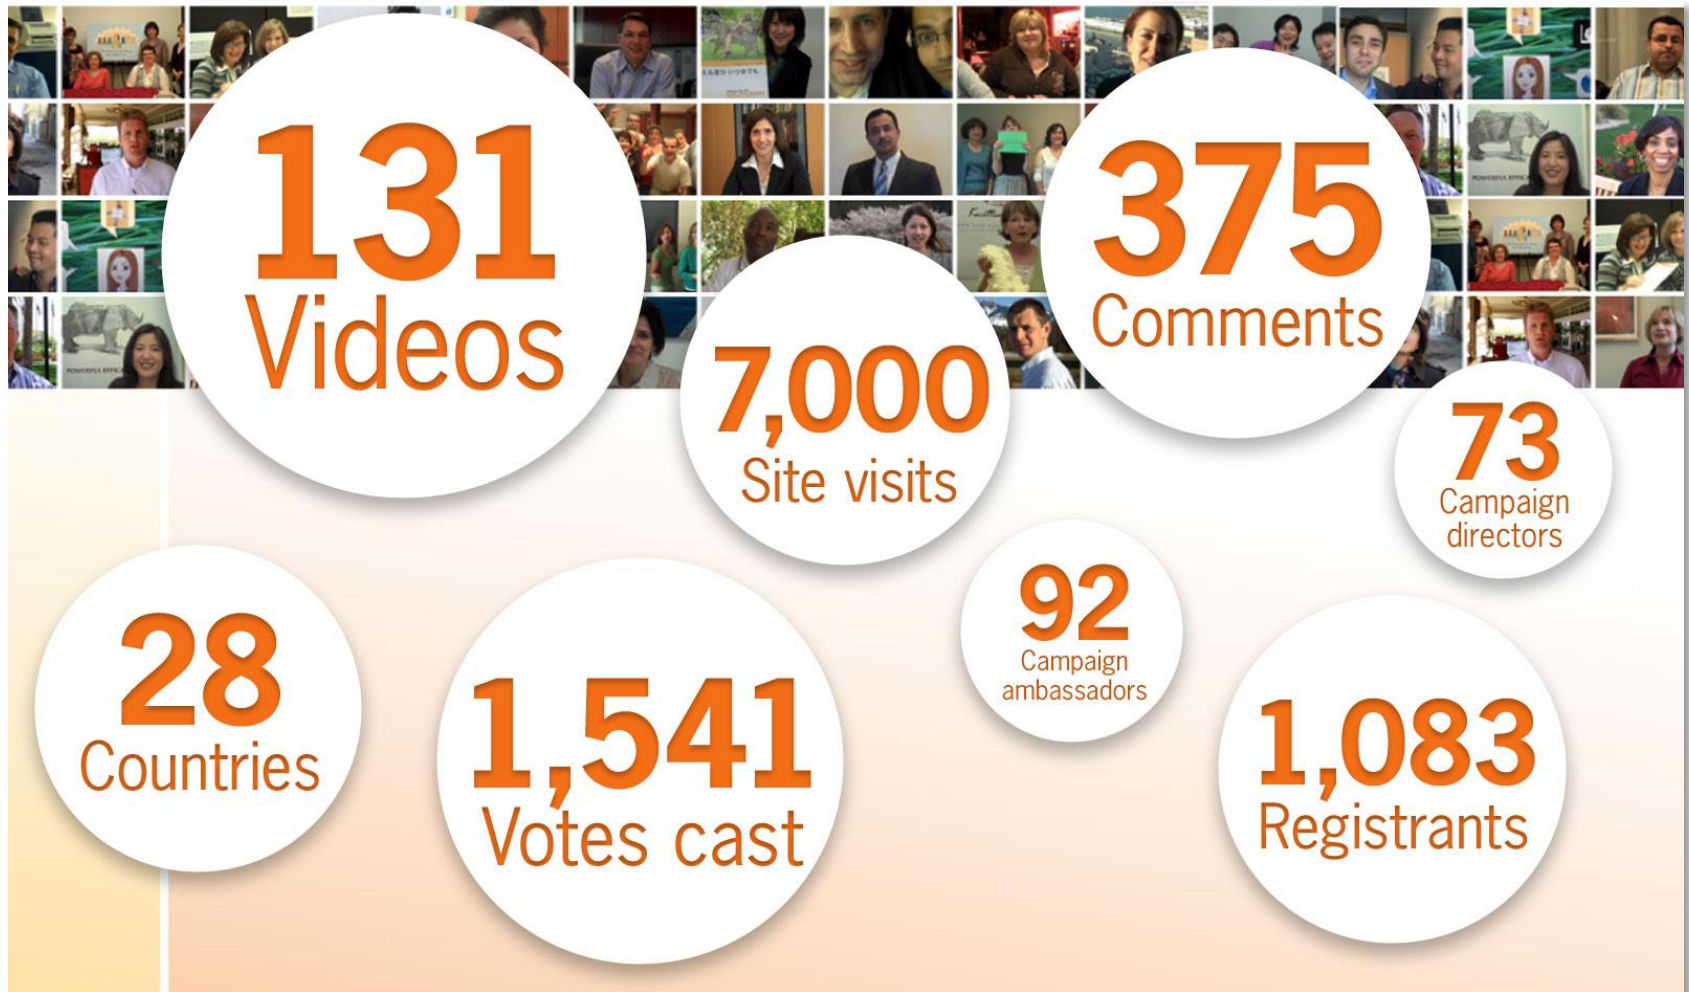 131
Videos
375
Comments
7,000
Site visits
73
Campaign
directors
92
Campaign
ambassadors
28
Countries
1,541
Votes cast
1,083
Registrants